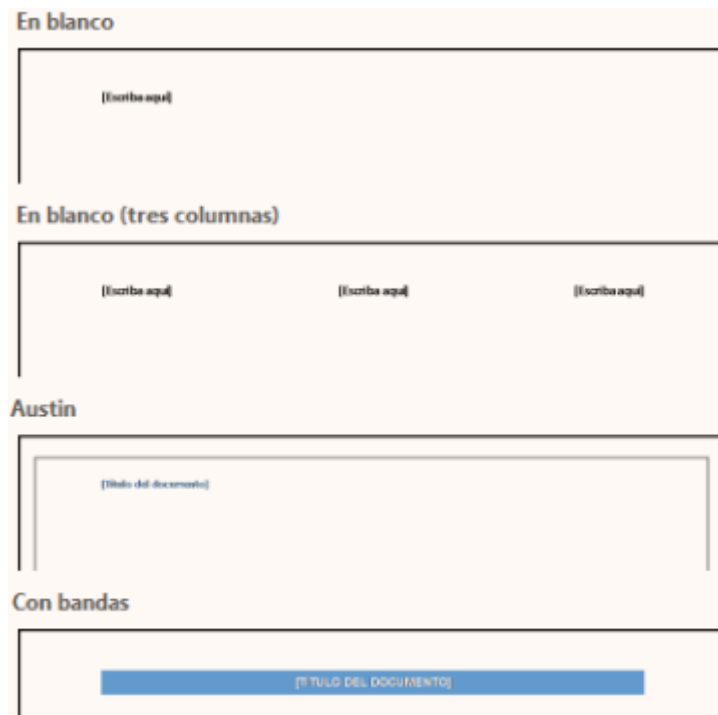 En blanco
[Escriba aquí]
En blanco (tres columnas)
[Escriba aquí] [Escriba aquí] [Escriba aquí]
Austin
[Título del documento]
Con bandas
[TÍTULO DEL DOCUMENTO]